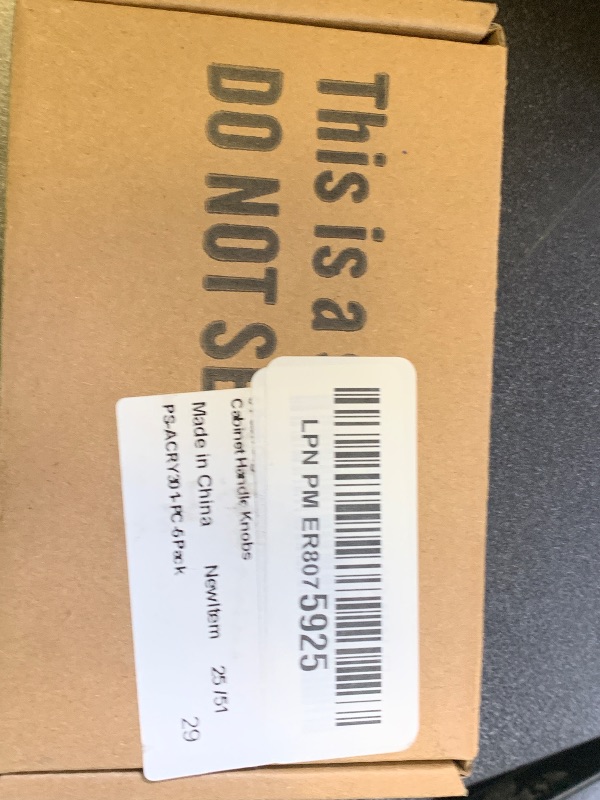 This is a
DO NOT SE
LPN PM ER8075925
Cabinet Handle Knobs
Made in China NewItem 25/51
PS-ACRY301-PC-6Pack
29